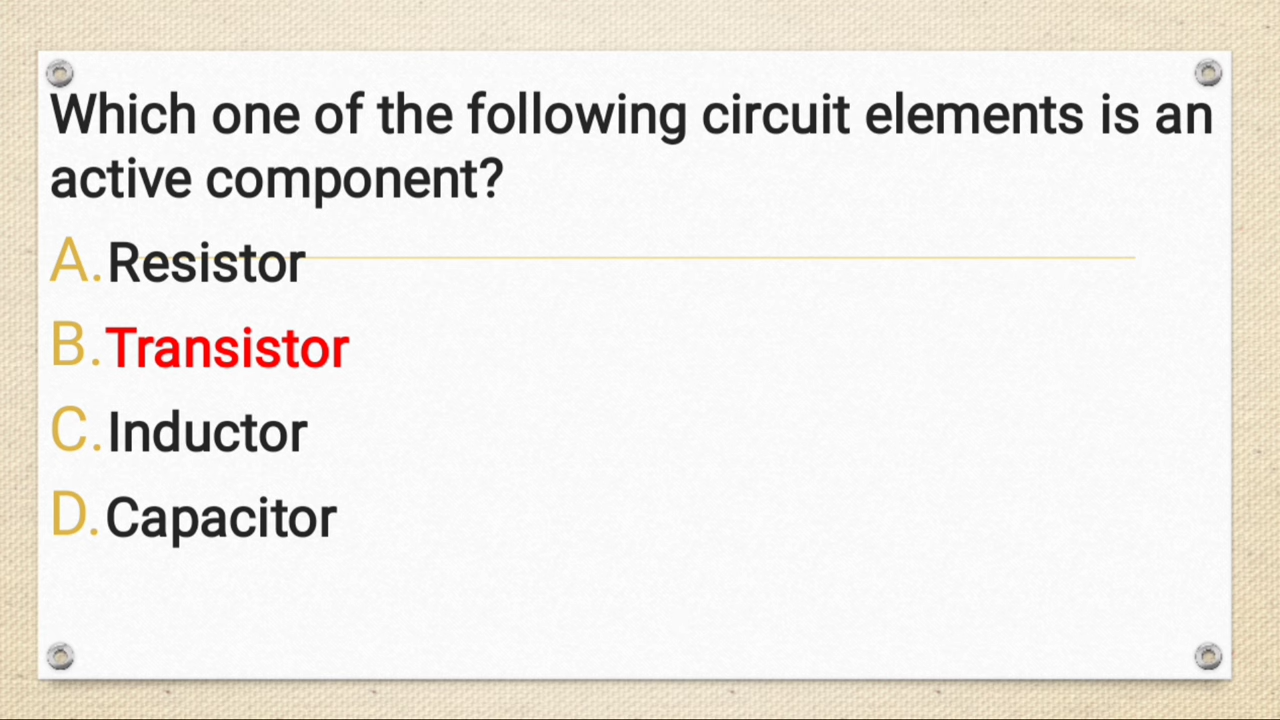 Which one of the following circuit elements is an
active component?
A. Resistor
B. Transistor
C. Inductor
D. Capacitor